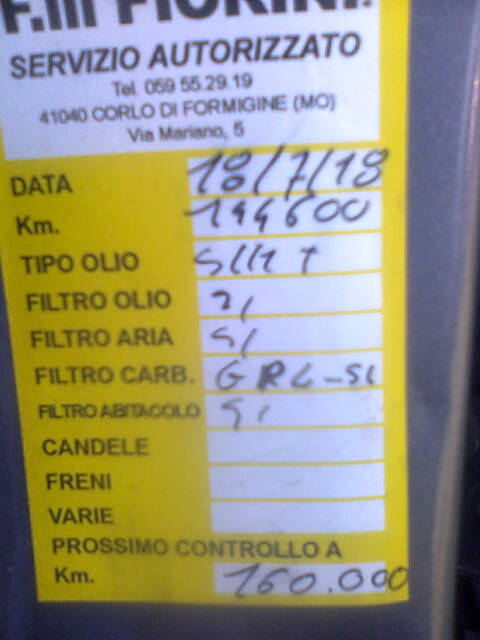 F.lli FIORINI
SERVIZIO AUTORIZZATO
Tel. 059 55.29.19
41040 CORLO DI FORMIGINE (MO)
Via Mariano, 5
DATA 18/7/18
Km. 144600
TIPO OLIO
FILTRO OLIO SI
FILTRO ARIA SI
FILTRO CARB. SI
FILTRO ABITACOLO SI
CANDELE
FRENI
VARIE
PROSSIMO CONTROLLO A
Km. 160.000